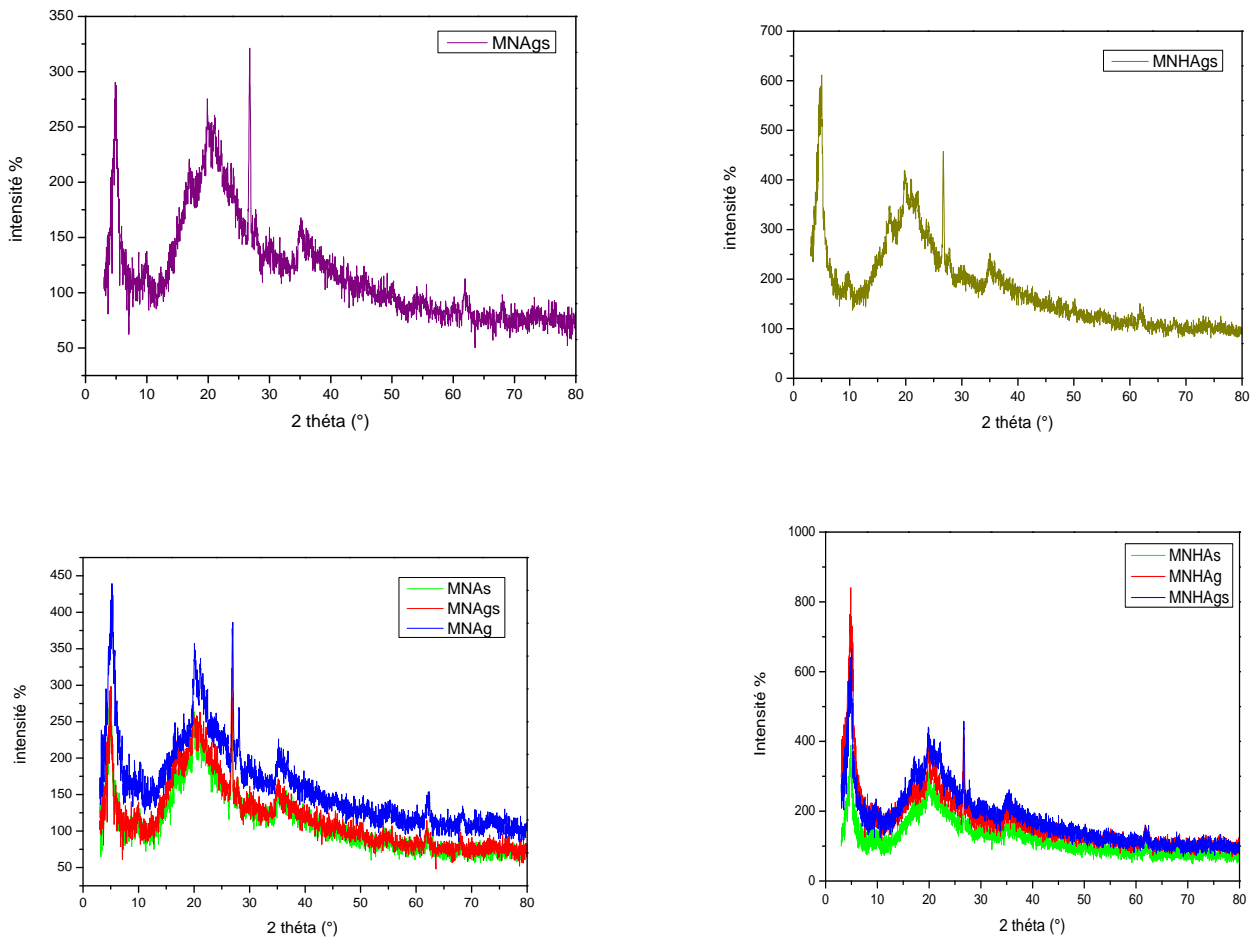 MNAgs
350
300
250
200
150
100
50
intensité %
0 10 20 30 40 50 60 70 80
2 théta (°)
MNHAgs
700
600
500
400
300
200
100
0
intensité %
0 10 20 30 40 50 60 70 80
2 théta (°)
MNAs
MNAgs
MNAg
450
400
350
300
250
200
150
100
50
intensité %
0 10 20 30 40 50 60 70 80
2 théta (°)
MNHAs
MNHAg
MNHAgs
1000
800
600
400
200
0
Intensité %
0 10 20 30 40 50 60 70 80
2 théta (°)